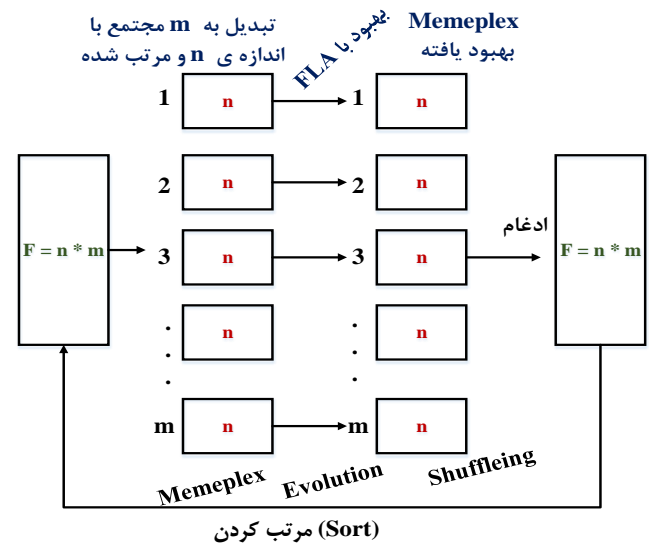 تبدیل به m مجتمع با
اندازه ی n و مرتب شده
بهبود با FLA
Memeplex
بهبود یافته
1
n
1
n
2
n
2
n
F = n * m
3
n
3
n
ادغام
F = n * m
.
.
.
n
.
.
.
n
m
n
m
n
Memeplex
Evolution
Shuffleing
مرتب کردن (Sort)